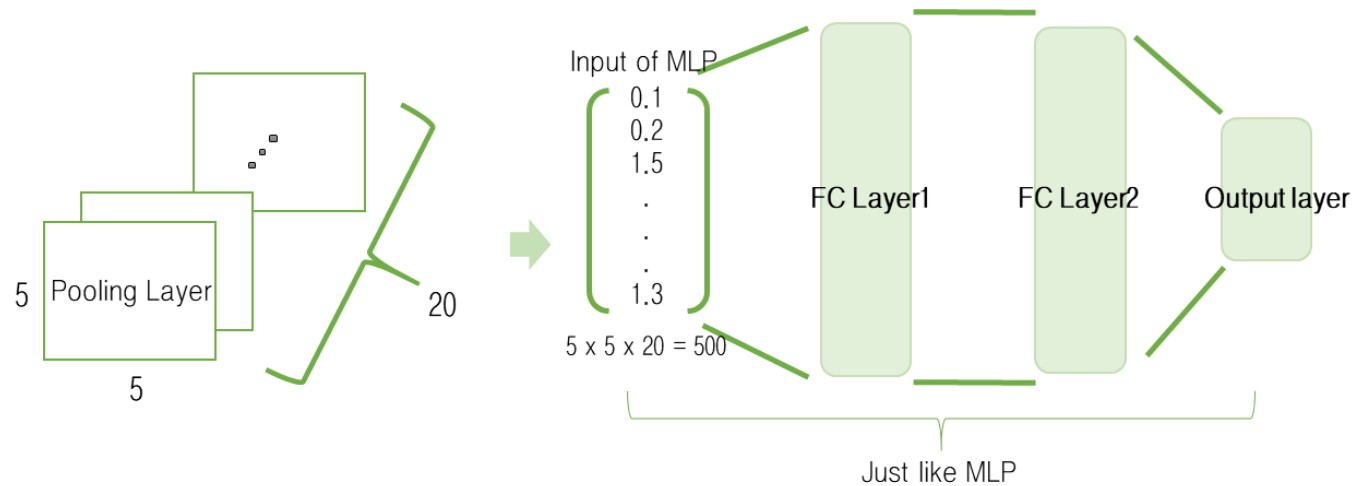 Pooling Layer
5
5
20
Input of MLP
0.1
0.2
1.5
.
.
.
1.3
5 x 5 x 20 = 500
FC Layer1
FC Layer2
Output layer
Just like MLP